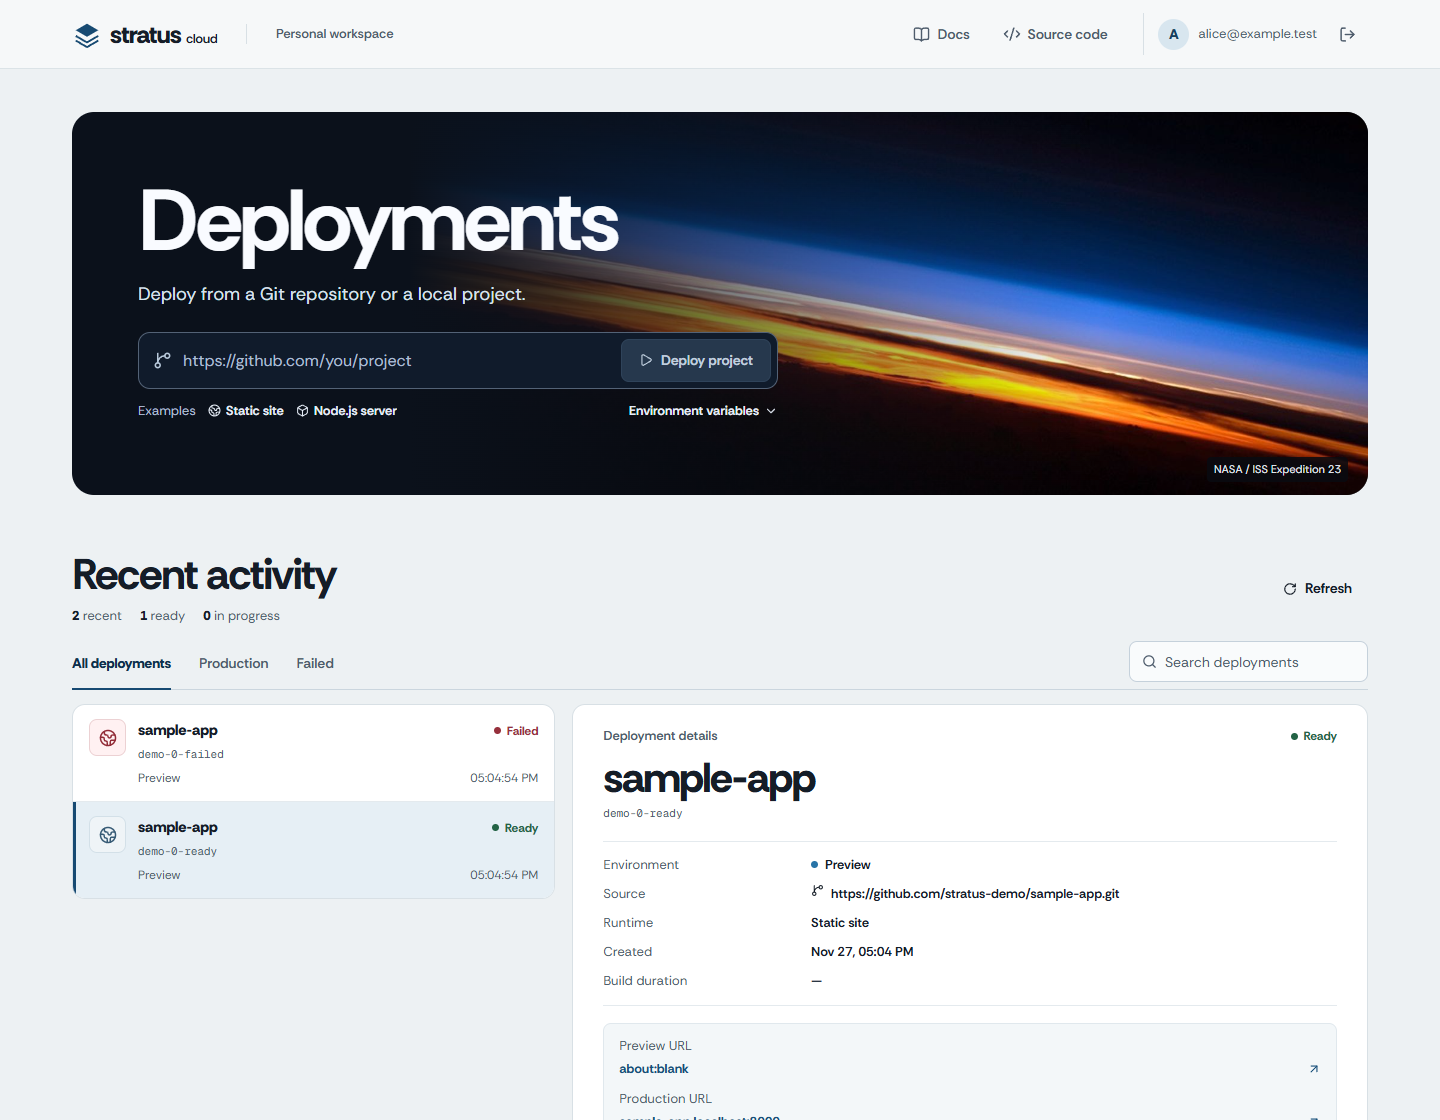 stratus cloud
Personal workspace
Docs
Source code
A
alice@example.test
Deployments
Deploy from a Git repository or a local project.
https://github.com/you/project
Deploy project
Examples
Static site
Node.js server
Environment variables
NASA / ISS Expedition 23
Recent activity
2 recent 1 ready 0 in progress
Refresh
All deployments
Production
Failed
Search deployments
sample-app
Failed
demo-0-failed
Preview
05:04:54 PM
sample-app
Ready
demo-0-ready
Preview
05:04:54 PM
Deployment details
Ready
sample-app
demo-0-ready
Environment
Preview
Source
https://github.com/stratus-demo/sample-app.git
Runtime
Static site
Created
Nov 27, 05:04 PM
Build duration
—
Preview URL
about:blank
Production URL